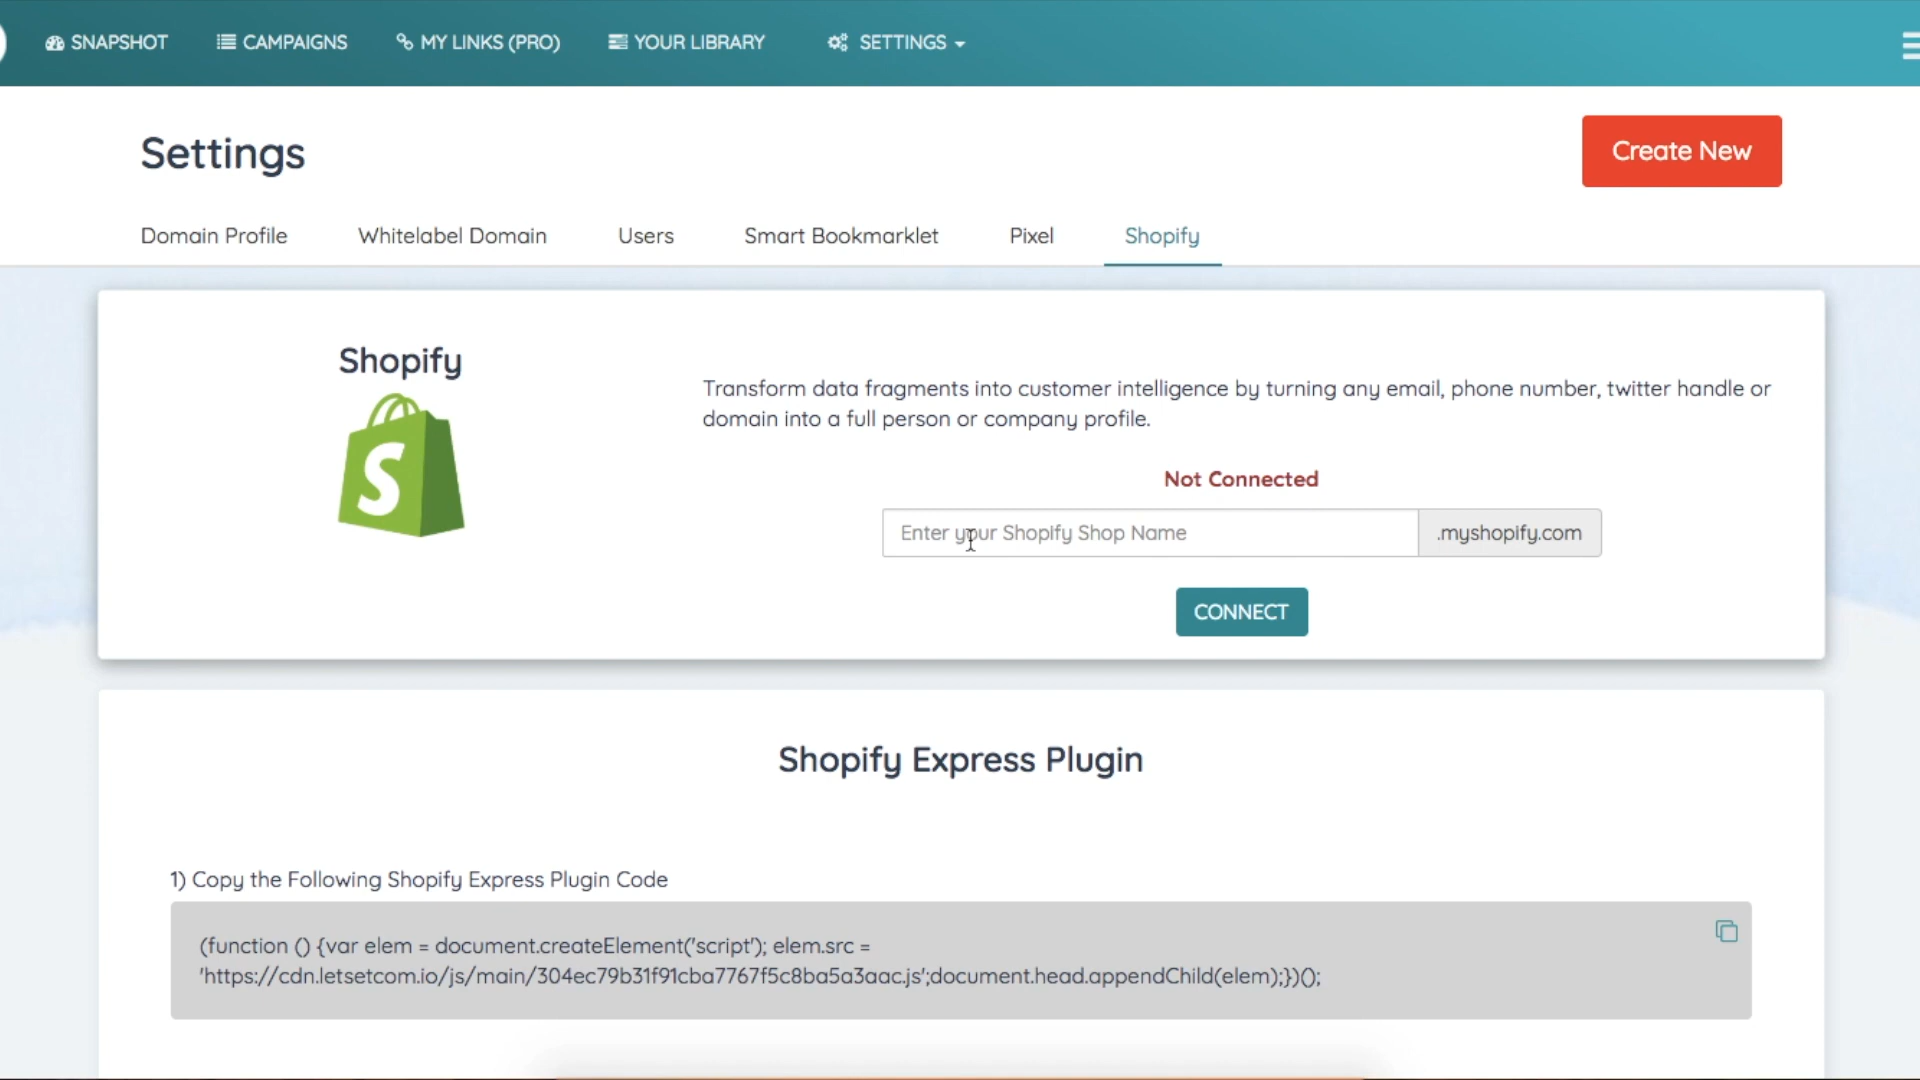 SNAPSHOT
CAMPAIGNS
MY LINKS (PRO)
YOUR LIBRARY
SETTINGS
Settings
Create New
Domain Profile
Whitelabel Domain
Users
Smart Bookmarklet
Pixel
Shopify
Shopify
S
Transform data fragments into customer intelligence by turning any email, phone number, twitter handle or
domain into a full person or company profile.
Not Connected
Enter your Shopify Shop Name
.myshopify.com
CONNECT
Shopify Express Plugin
1) Copy the Following Shopify Express Plugin Code
(function () {var elem = document.createElement('script'); elem.src =
'https://cdn.letsetcom.io/js/main/304ec79b31f91cba7767f5c8ba5a3aac.js';document.head.appendChild(elem);})();